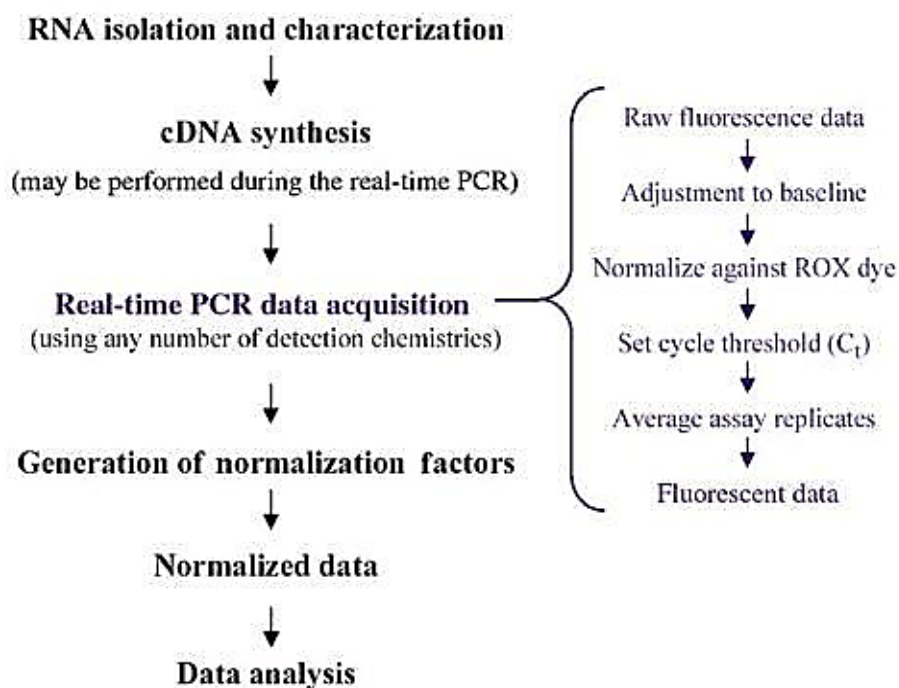 RNA isolation and characterization
cDNA synthesis
(may be performed during the real-time PCR)
Real-time PCR data acquisition
(using any number of detection chemistries)
Generation of normalization factors
Normalized data
Data analysis
Raw fluorescence data
Adjustment to baseline
Normalize against ROX dye
Set cycle threshold (Ct)
Average assay replicates
Fluorescent data